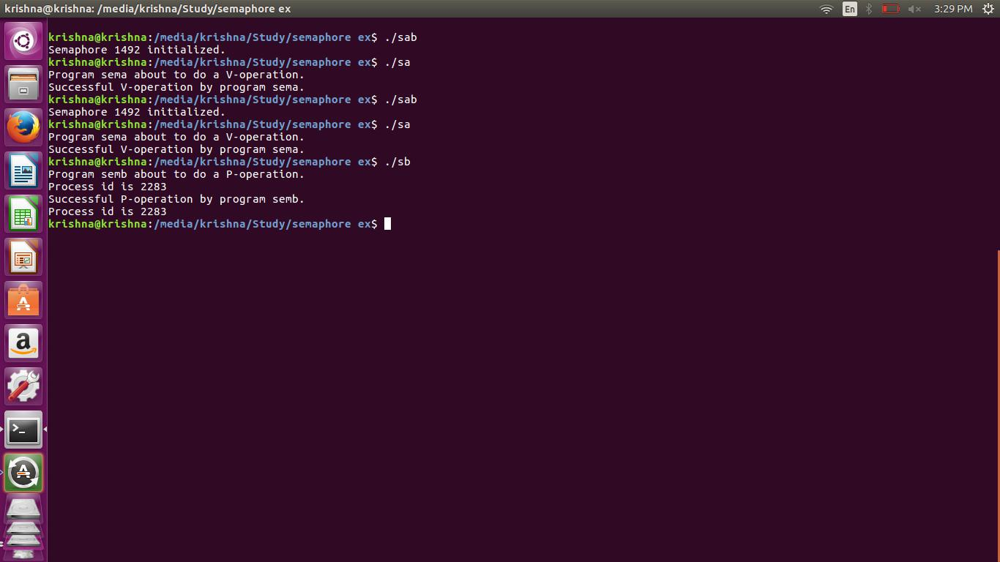 krishna@krishna: /media/krishna/Study/semaphore ex
En
3:29 PM
krishna@krishna:/media/krishna/Study/semaphore ex$ ./sab
Semaphore 1492 initialized.
krishna@krishna:/media/krishna/Study/semaphore ex$ ./sa
Program sema about to do a V-operation.
Successful V-operation by program sema.
krishna@krishna:/media/krishna/Study/semaphore ex$ ./sab
Semaphore 1492 initialized.
krishna@krishna:/media/krishna/Study/semaphore ex$ ./sa
Program sema about to do a V-operation.
Successful V-operation by program sema.
krishna@krishna:/media/krishna/Study/semaphore ex$ ./sb
Program semb about to do a P-operation.
Process id is 2283
Successful P-operation by program semb.
Process id is 2283
krishna@krishna:/media/krishna/Study/semaphore ex$